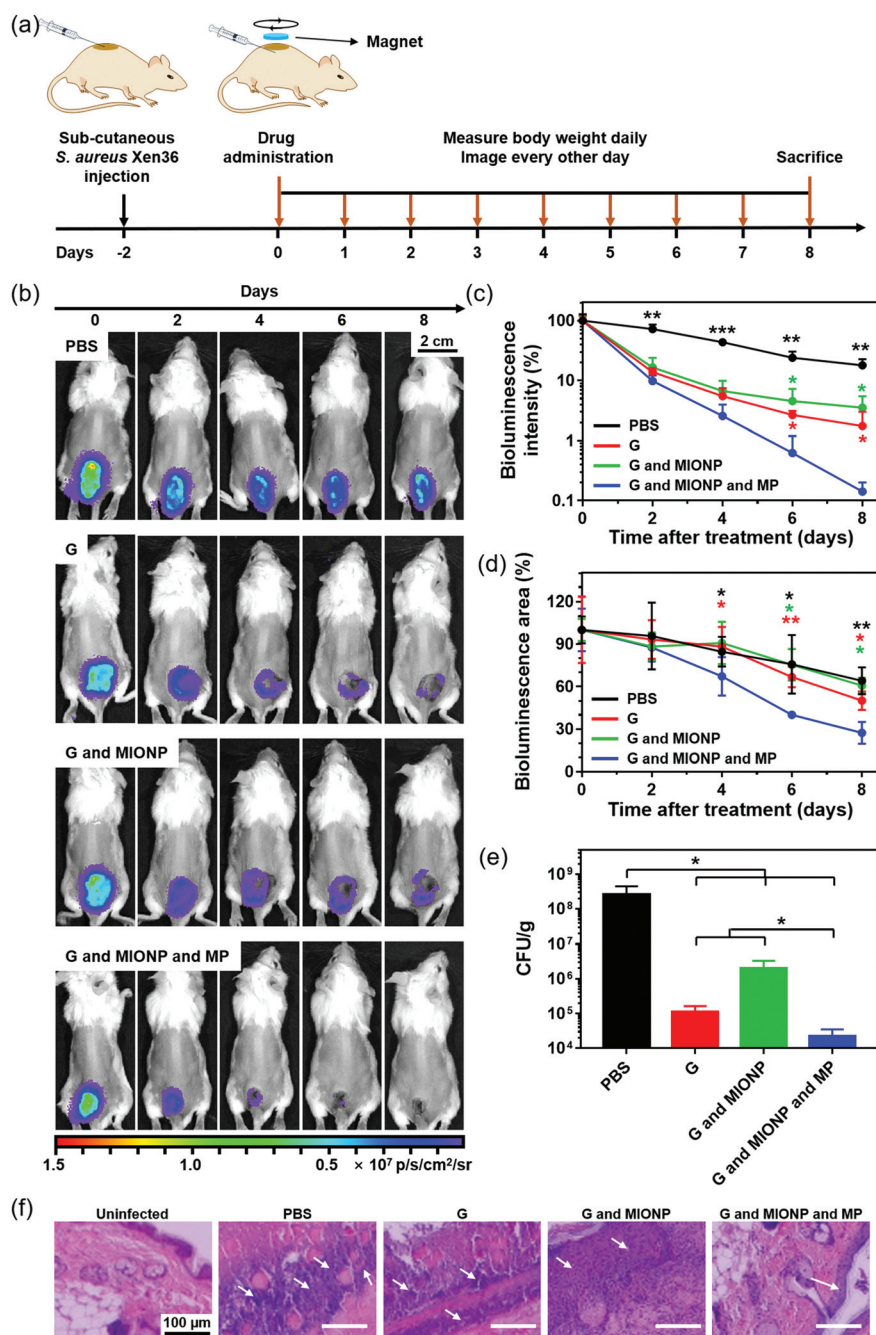 (a)
Magnet
Sub-cutaneous
S. aureus Xen36
injection
Drug
administration
Measure body weight daily
Image every other day
Sacrifice
Days -2 0 1 2 3 4 5 6 7 8
(b)
Days
0 2 4 6 8
PBS
2 cm
G
G and MIONP
G and MIONP and MP
1.5 1.0 0.5 × 10⁷ p/s/cm²/sr
(c)
Bioluminescence
intensity (%)
100
10
1
0.1
** *** ** **
* *
* *
PBS
G
G and MIONP
G and MIONP and MP
0 2 4 6 8
Time after treatment (days)
(d)
Bioluminescence area (%)
120
90
60
30
0
* * **
* * *
** *
PBS
G
G and MIONP
G and MIONP and MP
0 2 4 6 8
Time after treatment (days)
(e)
CFU/g
10⁹
10⁸
10⁷
10⁶
10⁵
10⁴
*
*
PBS
G
G and MIONP
G and MIONP and MP
(f)
Uninfected PBS G G and MIONP G and MIONP and MP
100 µm